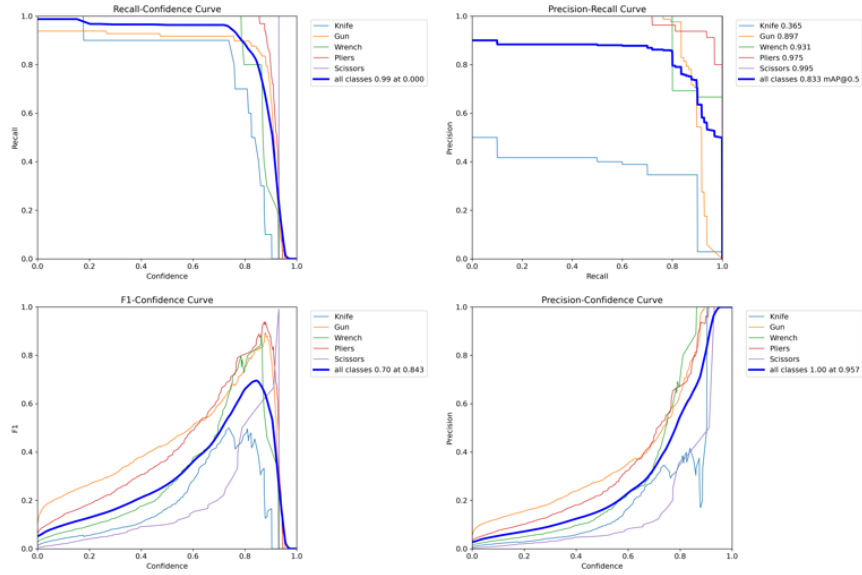 Recall-Confidence Curve
1.0
0.8
0.6
0.4
0.2
0.0
Recall
0.0 0.2 0.4 0.6 0.8 1.0
Confidence
Knife
Gun
Wrench
Pliers
Scissors
all classes 0.99 at 0.000
Precision-Recall Curve
1.0
0.8
0.6
0.4
0.2
0.0
Precision
0.0 0.2 0.4 0.6 0.8 1.0
Recall
Knife 0.365
Gun 0.897
Wrench 0.931
Pliers 0.975
Scissors 0.995
all classes 0.833 mAP@0.5
F1-Confidence Curve
1.0
0.8
0.6
0.4
0.2
0.0
F1
0.0 0.2 0.4 0.6 0.8 1.0
Confidence
Knife
Gun
Wrench
Pliers
Scissors
all classes 0.70 at 0.843
Precision-Confidence Curve
1.0
0.8
0.6
0.4
0.2
0.0
Precision
0.0 0.2 0.4 0.6 0.8 1.0
Confidence
Knife
Gun
Wrench
Pliers
Scissors
all classes 1.00 at 0.957